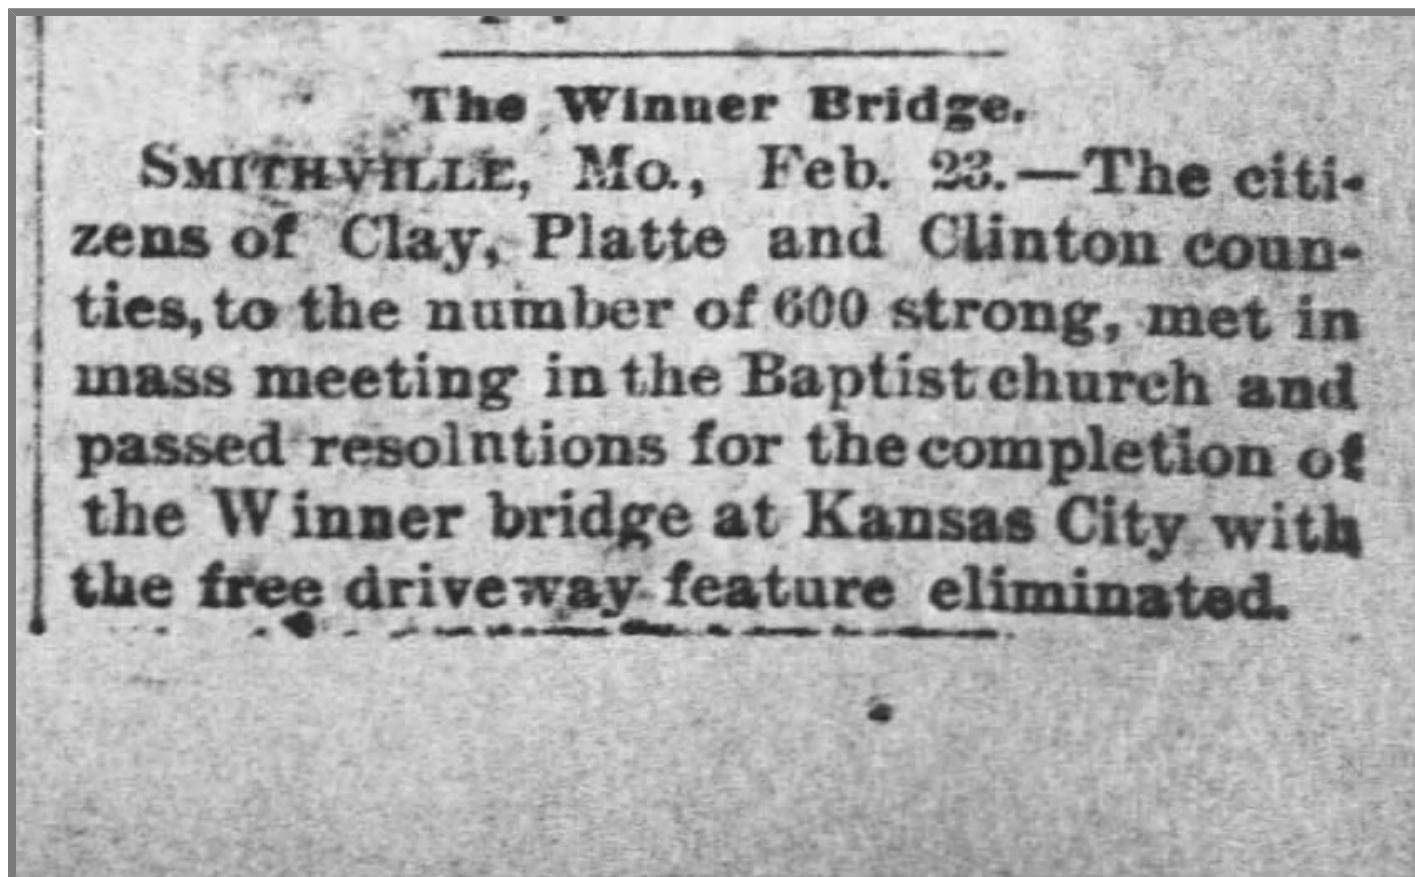 The Winner Bridge.
SMITHVILLE, Mo., Feb. 23.—The citi-
zens of Clay, Platte and Clinton coun-
ties, to the number of 600 strong, met in
mass meeting in the Baptist church and
passed resolntions for the completion of
the Winner bridge at Kansas City with
the free driveway feature eliminated.